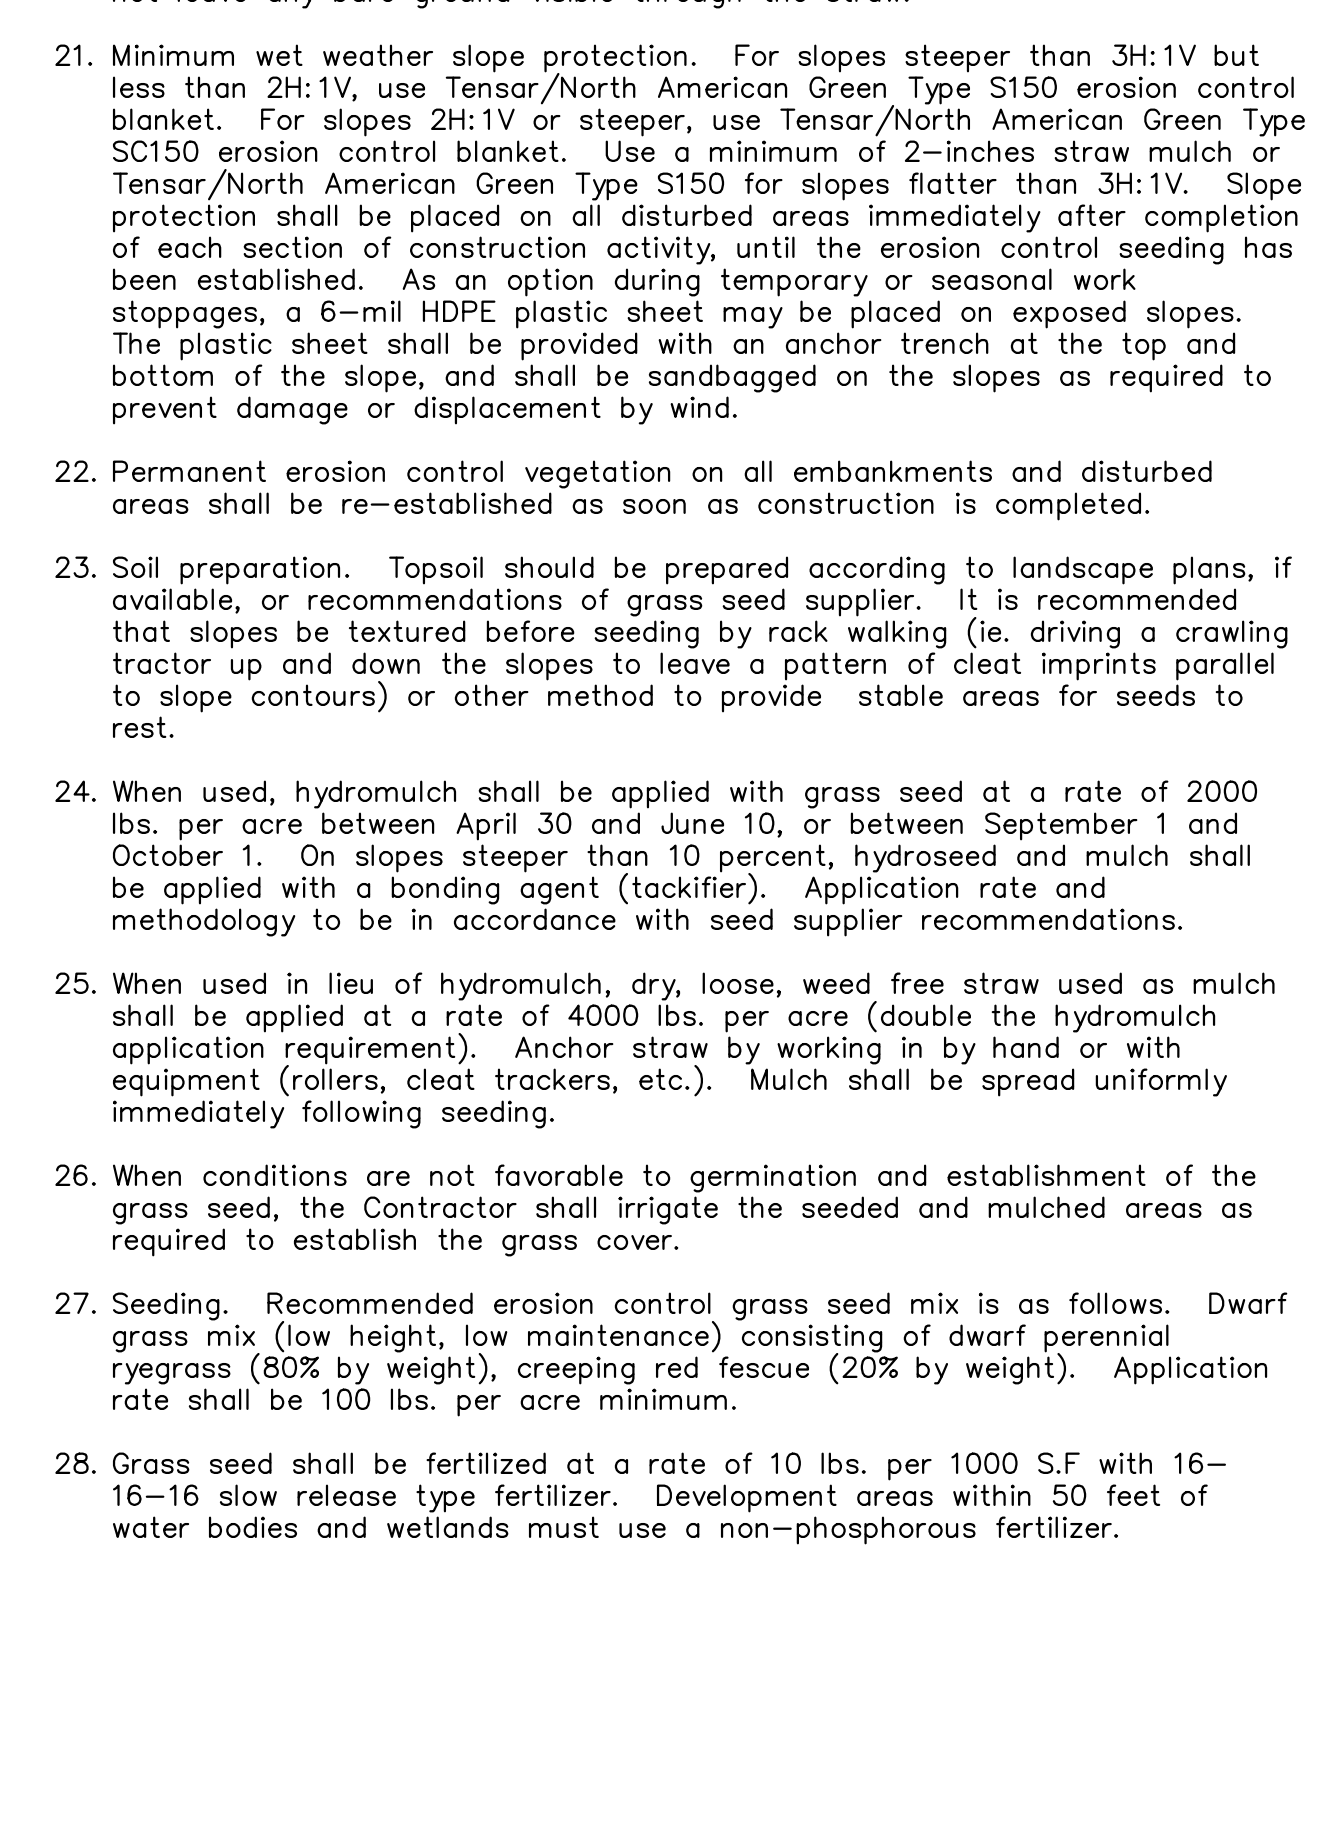 not leave any bare ground visible through the straw.
21. Minimum wet weather slope protection.  For slopes steeper than 3H:1V but
less than 2H:1V, use Tensar/North American Green Type S150 erosion control
blanket.  For slopes 2H:1V or steeper, use Tensar/North American Green Type
SC150 erosion control blanket.  Use a minimum of 2-inches straw mulch or
Tensar/North American Green Type S150 for slopes flatter than 3H:1V.  Slope
protection shall be placed on all disturbed areas immediately after completion
of each section of construction activity, until the erosion control seeding has
been established.  As an option during temporary or seasonal work
stoppages, a 6-mil HDPE plastic sheet may be placed on exposed slopes.
The plastic sheet shall be provided with an anchor trench at the top and
bottom of the slope, and shall be sandbagged on the slopes as required to
prevent damage or displacement by wind.
22. Permanent erosion control vegetation on all embankments and disturbed
areas shall be re-established as soon as construction is completed.
23. Soil preparation.  Topsoil should be prepared according to landscape plans, if
available, or recommendations of grass seed supplier.  It is recommended
that slopes be textured before seeding by rack walking (ie. driving a crawling
tractor up and down the slopes to leave a pattern of cleat imprints parallel
to slope contours) or other method to provide  stable areas for seeds to
rest.
24. When used, hydromulch shall be applied with grass seed at a rate of 2000
lbs. per acre between April 30 and June 10, or between September 1 and
October 1.  On slopes steeper than 10 percent, hydroseed and mulch shall
be applied with a bonding agent (tackifier).  Application rate and
methodology to be in accordance with seed supplier recommendations.
25. When used in lieu of hydromulch, dry, loose, weed free straw used as mulch
shall be applied at a rate of 4000 lbs. per acre (double the hydromulch
application requirement).  Anchor straw by working in by hand or with
equipment (rollers, cleat trackers, etc.).  Mulch shall be spread uniformly
immediately following seeding.
26. When conditions are not favorable to germination and establishment of the
grass seed, the Contractor shall irrigate the seeded and mulched areas as
required to establish the grass cover.
27. Seeding.  Recommended erosion control grass seed mix is as follows.  Dwarf
grass mix (low height, low maintenance) consisting of dwarf perennial
ryegrass (80% by weight), creeping red fescue (20% by weight).  Application
rate shall be 100 lbs. per acre minimum.
28. Grass seed shall be fertilized at a rate of 10 lbs. per 1000 S.F with 16-
16-16 slow release type fertilizer.  Development areas within 50 feet of
water bodies and wetlands must use a non-phosphorous fertilizer.